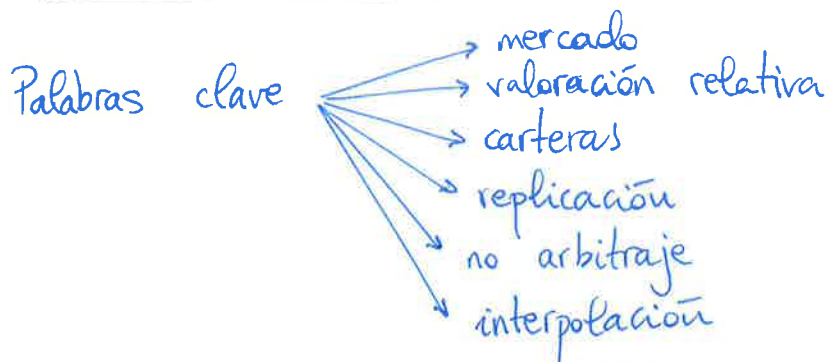 mercado
Palabras clave
valoración relativa
carteras
replicación
no arbitraje
interpolación